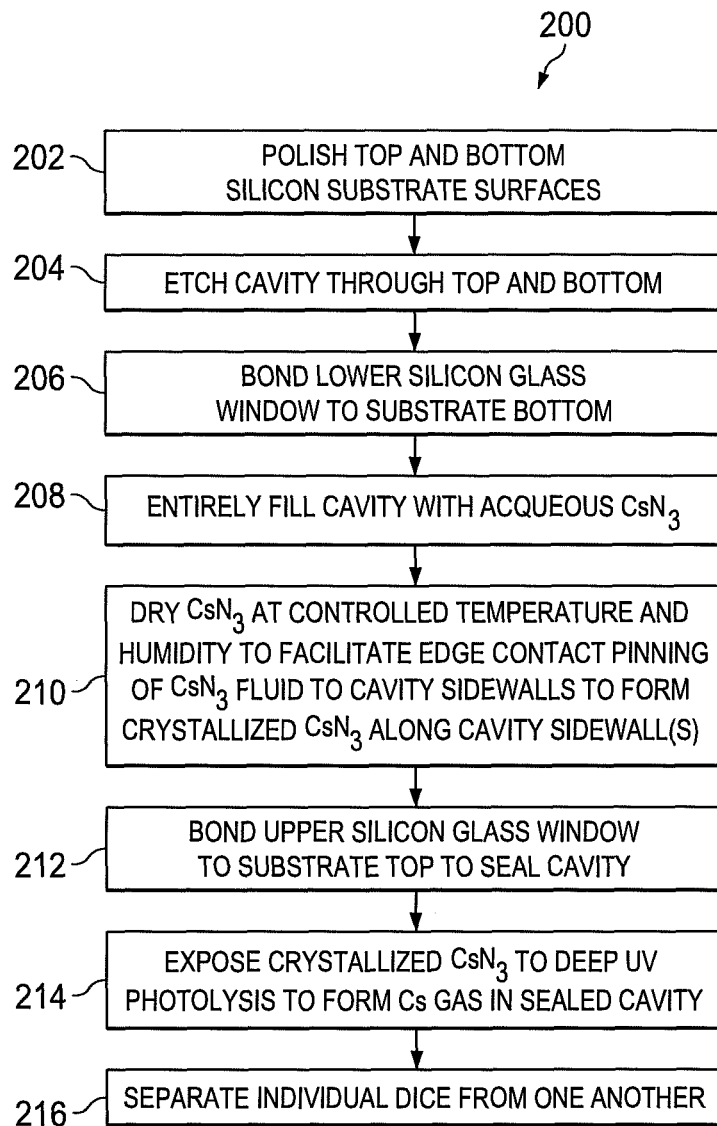 200
202
POLISH TOP AND BOTTOM
SILICON SUBSTRATE SURFACES
204
ETCH CAVITY THROUGH TOP AND BOTTOM
206
BOND LOWER SILICON GLASS
WINDOW TO SUBSTRATE BOTTOM
208
ENTIRELY FILL CAVITY WITH ACQUEOUS CsN3
210
DRY CsN3 AT CONTROLLED TEMPERATURE AND
HUMIDITY TO FACILITATE EDGE CONTACT PINNING
OF CsN3 FLUID TO CAVITY SIDEWALLS TO FORM
CRYSTALLIZED CsN3 ALONG CAVITY SIDEWALL(S)
212
BOND UPPER SILICON GLASS WINDOW
TO SUBSTRATE TOP TO SEAL CAVITY
214
EXPOSE CRYSTALLIZED CsN3 TO DEEP UV
PHOTOLYSIS TO FORM Cs GAS IN SEALED CAVITY
216
SEPARATE INDIVIDUAL DICE FROM ONE ANOTHER